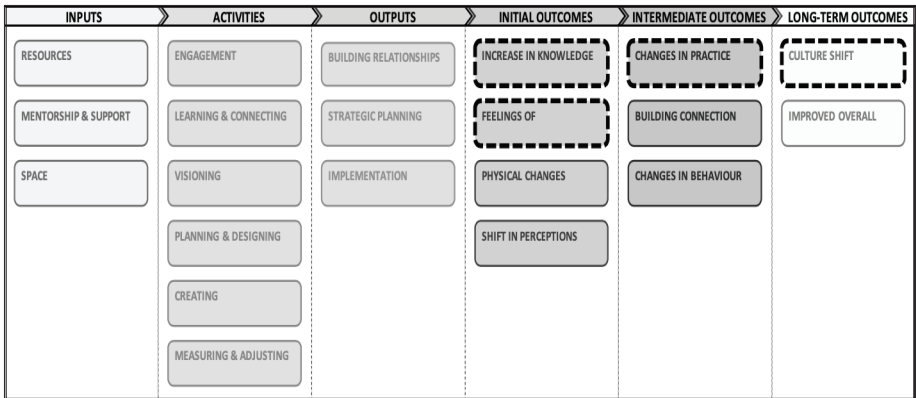 INPUTS
ACTIVITIES
OUTPUTS
INITIAL OUTCOMES
INTERMEDIATE OUTCOMES
LONG-TERM OUTCOMES
RESOURCES
MENTORSHIP & SUPPORT
SPACE
ENGAGEMENT
LEARNING & CONNECTING
VISIONING
PLANNING & DESIGNING
CREATING
MEASURING & ADJUSTING
BUILDING RELATIONSHIPS
STRATEGIC PLANNING
IMPLEMENTATION
INCREASE IN KNOWLEDGE
FEELINGS OF
PHYSICAL CHANGES
SHIFT IN PERCEPTIONS
CHANGES IN PRACTICE
BUILDING CONNECTION
CHANGES IN BEHAVIOUR
CULTURE SHIFT
IMPROVED OVERALL